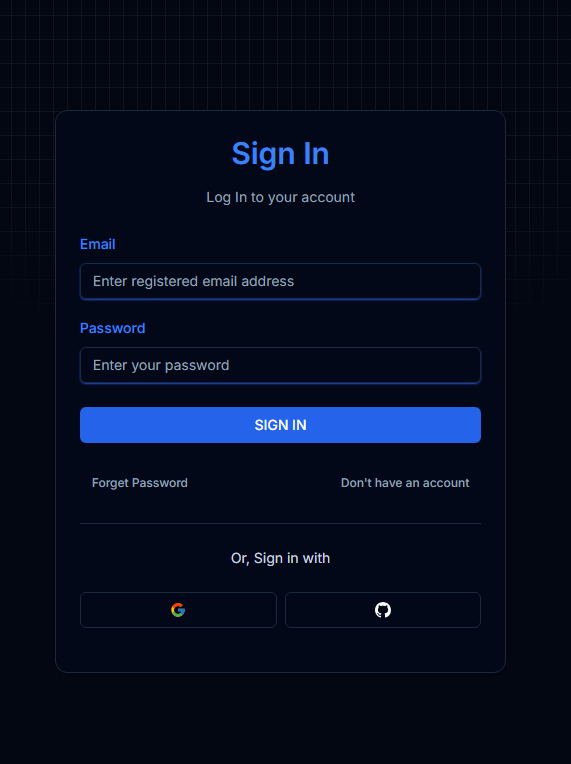 Sign In
Log In to your account
Email
Enter registered email address
Password
Enter your password
SIGN IN
Forget Password
Don't have an account
Or, Sign in with